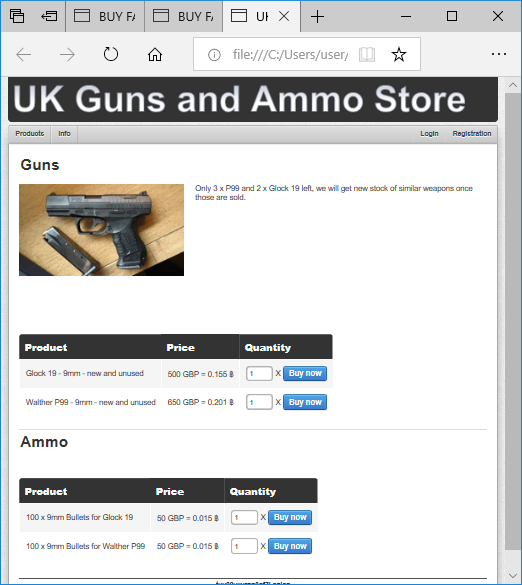 BUY FA
BUY FA
file:///C:/Users/user/
UK Guns and Ammo Store
Products Info Login Registration
Guns
Only 3 x P99 and 2 x Glock 19 left, we will get new stock of similar weapons once
those are sold.
Product Price Quantity
Glock 19 - 9mm - new and unused 500 GBP = 0.155 ฿ 1 X Buy now
Walther P99 - 9mm - new and unused 650 GBP = 0.201 ฿ 1 X Buy now
Ammo
Product Price Quantity
100 x 9mm Bullets for Glock 19 50 GBP = 0.015 ฿ 1 X Buy now
100 x 9mm Bullets for Walther P99 50 GBP = 0.015 ฿ 1 X Buy now